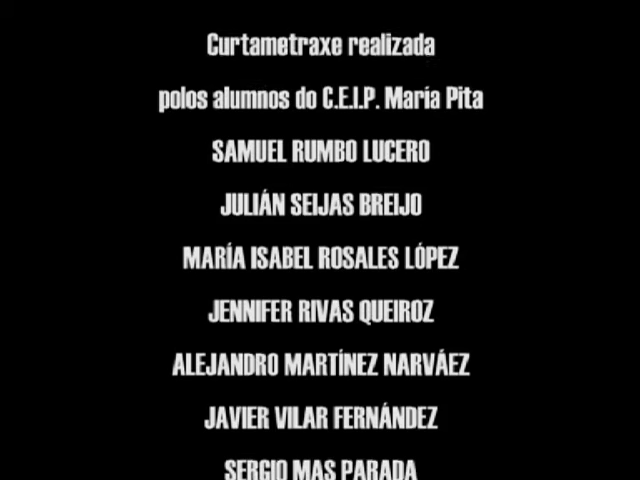 Curtametraxe realizada
polos alumnos do C.E.I.P. María Pita
SAMUEL RUMBO LUCERO
JULIÁN SEIJAS BREIJO
MARÍA ISABEL ROSALES LÓPEZ
JENNIFER RIVAS QUEIROZ
ALEJANDRO MARTÍNEZ NARVÁEZ
JAVIER VILAR FERNÁNDEZ
SERGIO MAS PARADA